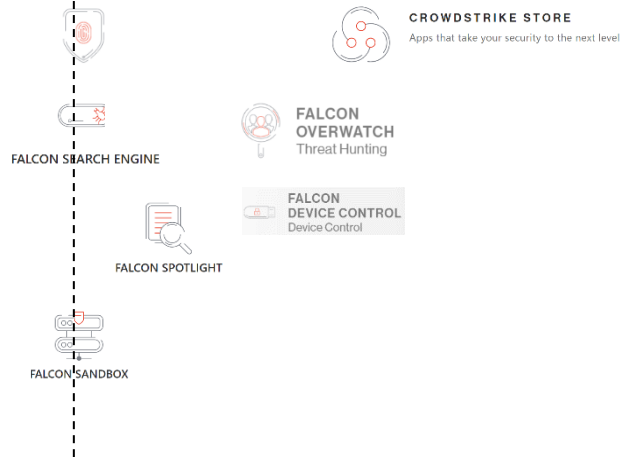 CROWDSTRIKE STORE
Apps that take your security to the next level
FALCON
OVERWATCH
Threat Hunting
FALCON SEARCH ENGINE
FALCON
DEVICE CONTROL
Device Control
FALCON SPOTLIGHT
FALCON SANDBOX